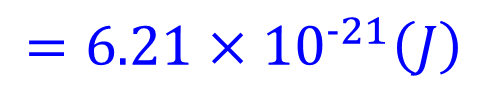 = 6.21 × 10⁻²¹(J)